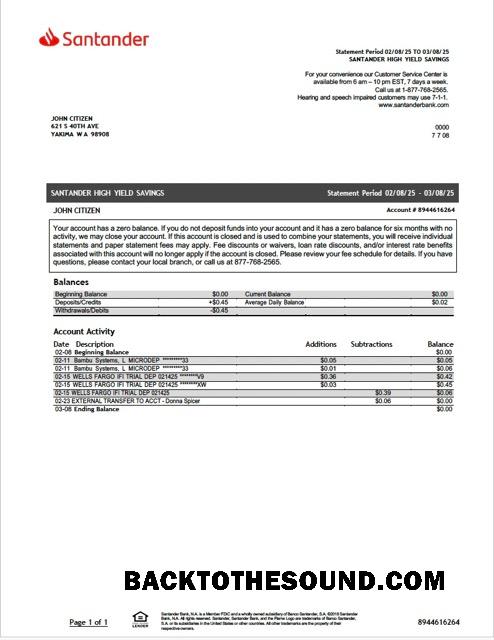 Santander
Statement Period 02/08/25 TO 03/08/25
SANTANDER HIGH YIELD SAVINGS
For your convenience our Customer Service Center is
available from 6 am – 10 pm EST, 7 days a week.
Call us at 1-877-768-2565.
Hearing and speech impaired customers may use 7-1-1.
www.santanderbank.com
JOHN CITIZEN
621 S 40TH AVE
YAKIMA WA 98908
0000
7 7 08
SANTANDER HIGH YIELD SAVINGS Statement Period 02/08/25 - 03/08/25
JOHN CITIZEN Account # 8944616264
Your account has a zero balance. If you do not deposit funds into your account and it has a zero balance for six months with no
activity, we may close your account. If this account is closed and is used to combine your statements, you will receive individual
statements and paper statement fees may apply. Fee discounts or waivers, loan rate discounts, and/or interest rate benefits
associated with this account will no longer apply if the account is closed. Please review your fee schedule for details. If you have
questions, please contact your local branch, or call us at 877-768-2565.
Balances
Beginning Balance $0.00 Current Balance $0.00
Deposits/Credits +$0.45 Average Daily Balance $0.02
Withdrawals/Debits -$0.45
Account Activity
Date Description Additions Subtractions Balance
02-08 Beginning Balance $0.00
02-11 Bambu Systems, L MICRODEP *********33 $0.05 $0.05
02-11 Bambu Systems, L MICRODEP *********33 $0.01 $0.06
02-15 WELLS FARGO IFI TRIAL DEP 021425 ********V9 $0.36 $0.42
02-15 WELLS FARGO IFI TRIAL DEP 021425 ********XW $0.03 $0.45
02-15 WELLS FARGO IFI TRIAL DEP 021425 $0.39 $0.06
02-23 EXTERNAL TRANSFER TO ACCT - Donna Spicer $0.06 $0.00
03-08 Ending Balance $0.00
BACKTOTHESOUND.COM
Page 1 of 1
LENDER
Santander Bank, N.A. is a Member FDIC and a wholly owned subsidiary of Banco Santander, S.A. ©2018 Santander
Bank, N.A. All rights reserved. Santander, Santander Bank, and the Flame Logo are trademarks of Banco Santander,
S.A. or its subsidiaries in the United States or other countries. All other trademarks are the property of their
respective owners.
8944616264